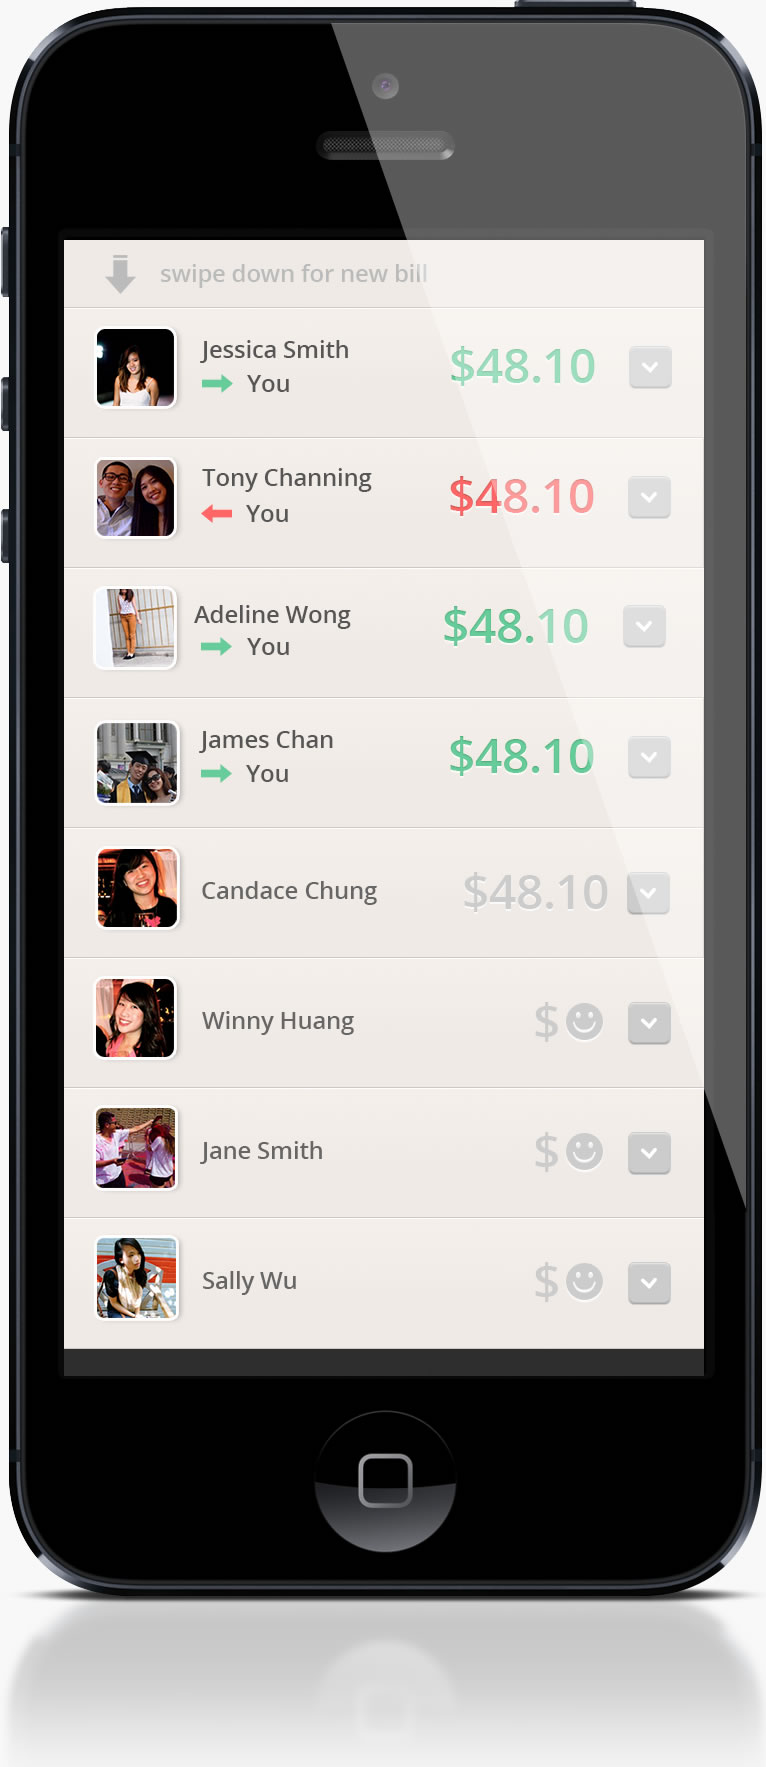 swipe down for new bill
Jessica Smith
You
$48.10
Tony Channing
You
$48.10
Adeline Wong
You
$48.10
James Chan
You
$48.10
Candace Chung
$48.10
Winny Huang
$
Jane Smith
$
Sally Wu
$